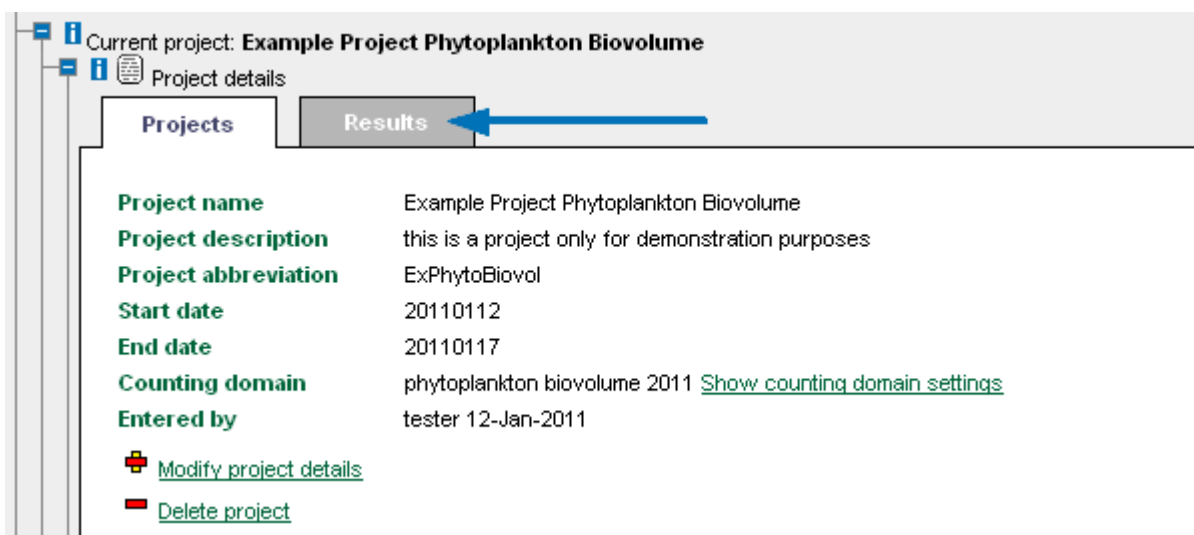 Current project: Example Project Phytoplankton Biovolume
Project details
Projects Results
Project name Example Project Phytoplankton Biovolume
Project description this is a project only for demonstration purposes
Project abbreviation ExPhytoBiovol
Start date 20110112
End date 20110117
Counting domain phytoplankton biovolume 2011 Show counting domain settings
Entered by tester 12-Jan-2011
Modify project details
Delete project